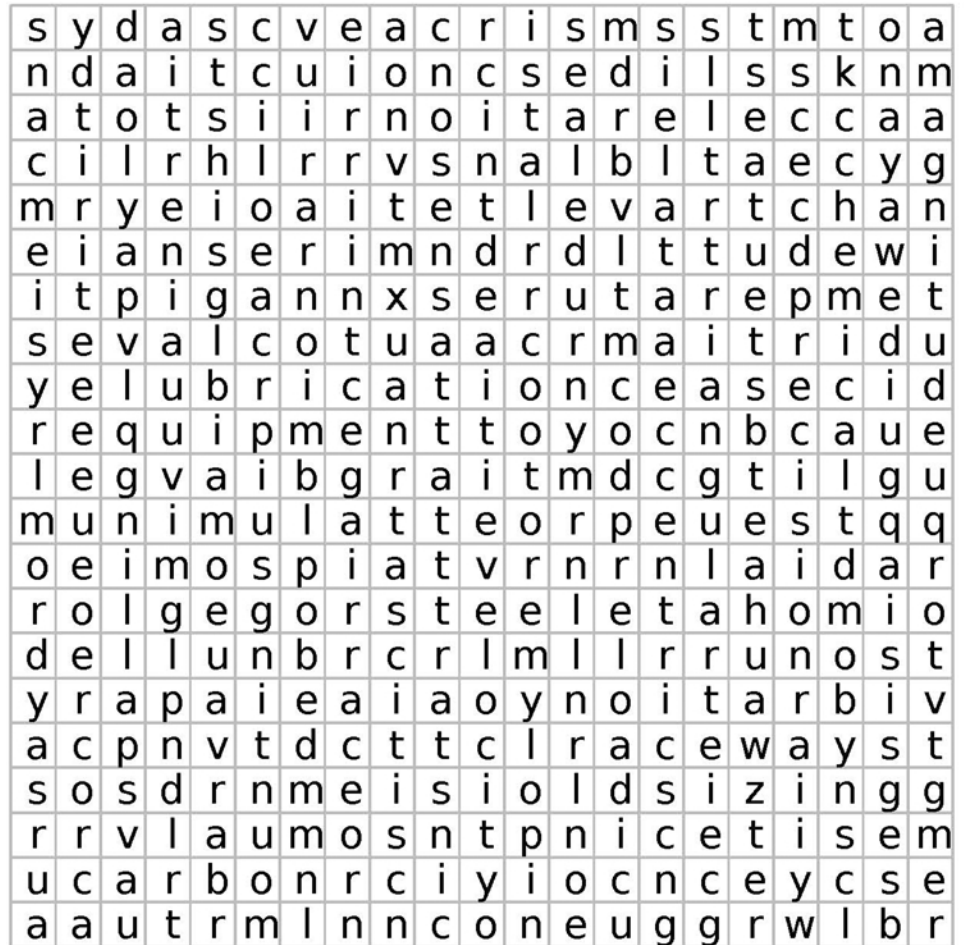 s y d a s c v e a c r i s m s s t m t o a
n d a i t c u i o n c s e d i l s s k n m
a t o t s i i r n o i t a r e l e c c a a
c i l r h l r r v s n a l b l t a e c y g
m r y e i o a i t e t l e v a r t c h a n
e i a n s e r i m n d r d l t t u d e w i
i t p i g a n n x s e r u t a r e p m e t
s e v a l c o t u a a c r m a i t r i d u
y e l u b r i c a t i o n c e a s e c i d
r e q u i p m e n t t o y o c n b c a u e
l e g v a i b g r a i t m d c g t i l g u
m u n i m u l a t t e o r p e u e s t q q
o e i m o s p i a t v r n r n l a i d a r
r o l g e g o r s t e e l e t a h o m i o
d e l l u n b r c r l m l l r r u n o s t
y r a p a i e a i a o y n o i t a r b i v
a c p n v t d c t t c l r a c e w a y s t
s o s d r n m e i s i o l d s i z i n g g
r r v l a u m o s n t p n i c e t i s e m
u c a r b o n r c i y i o c n c e y c s e
a a u t r m l n n c o n e u g g r w l b r